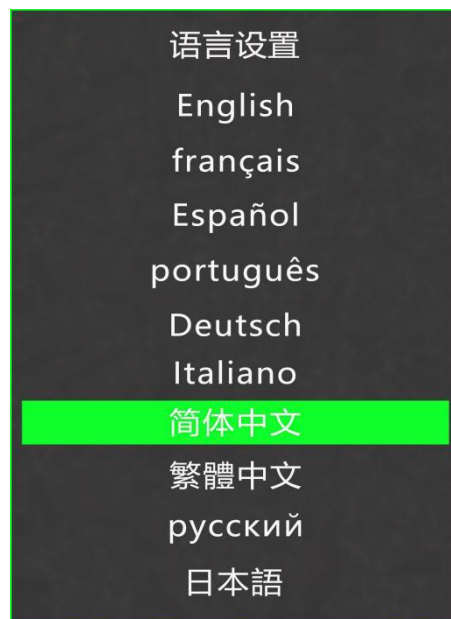 语言设置
English
français
Español
português
Deutsch
Italiano
简体中文
繁體中文
русский
日本語